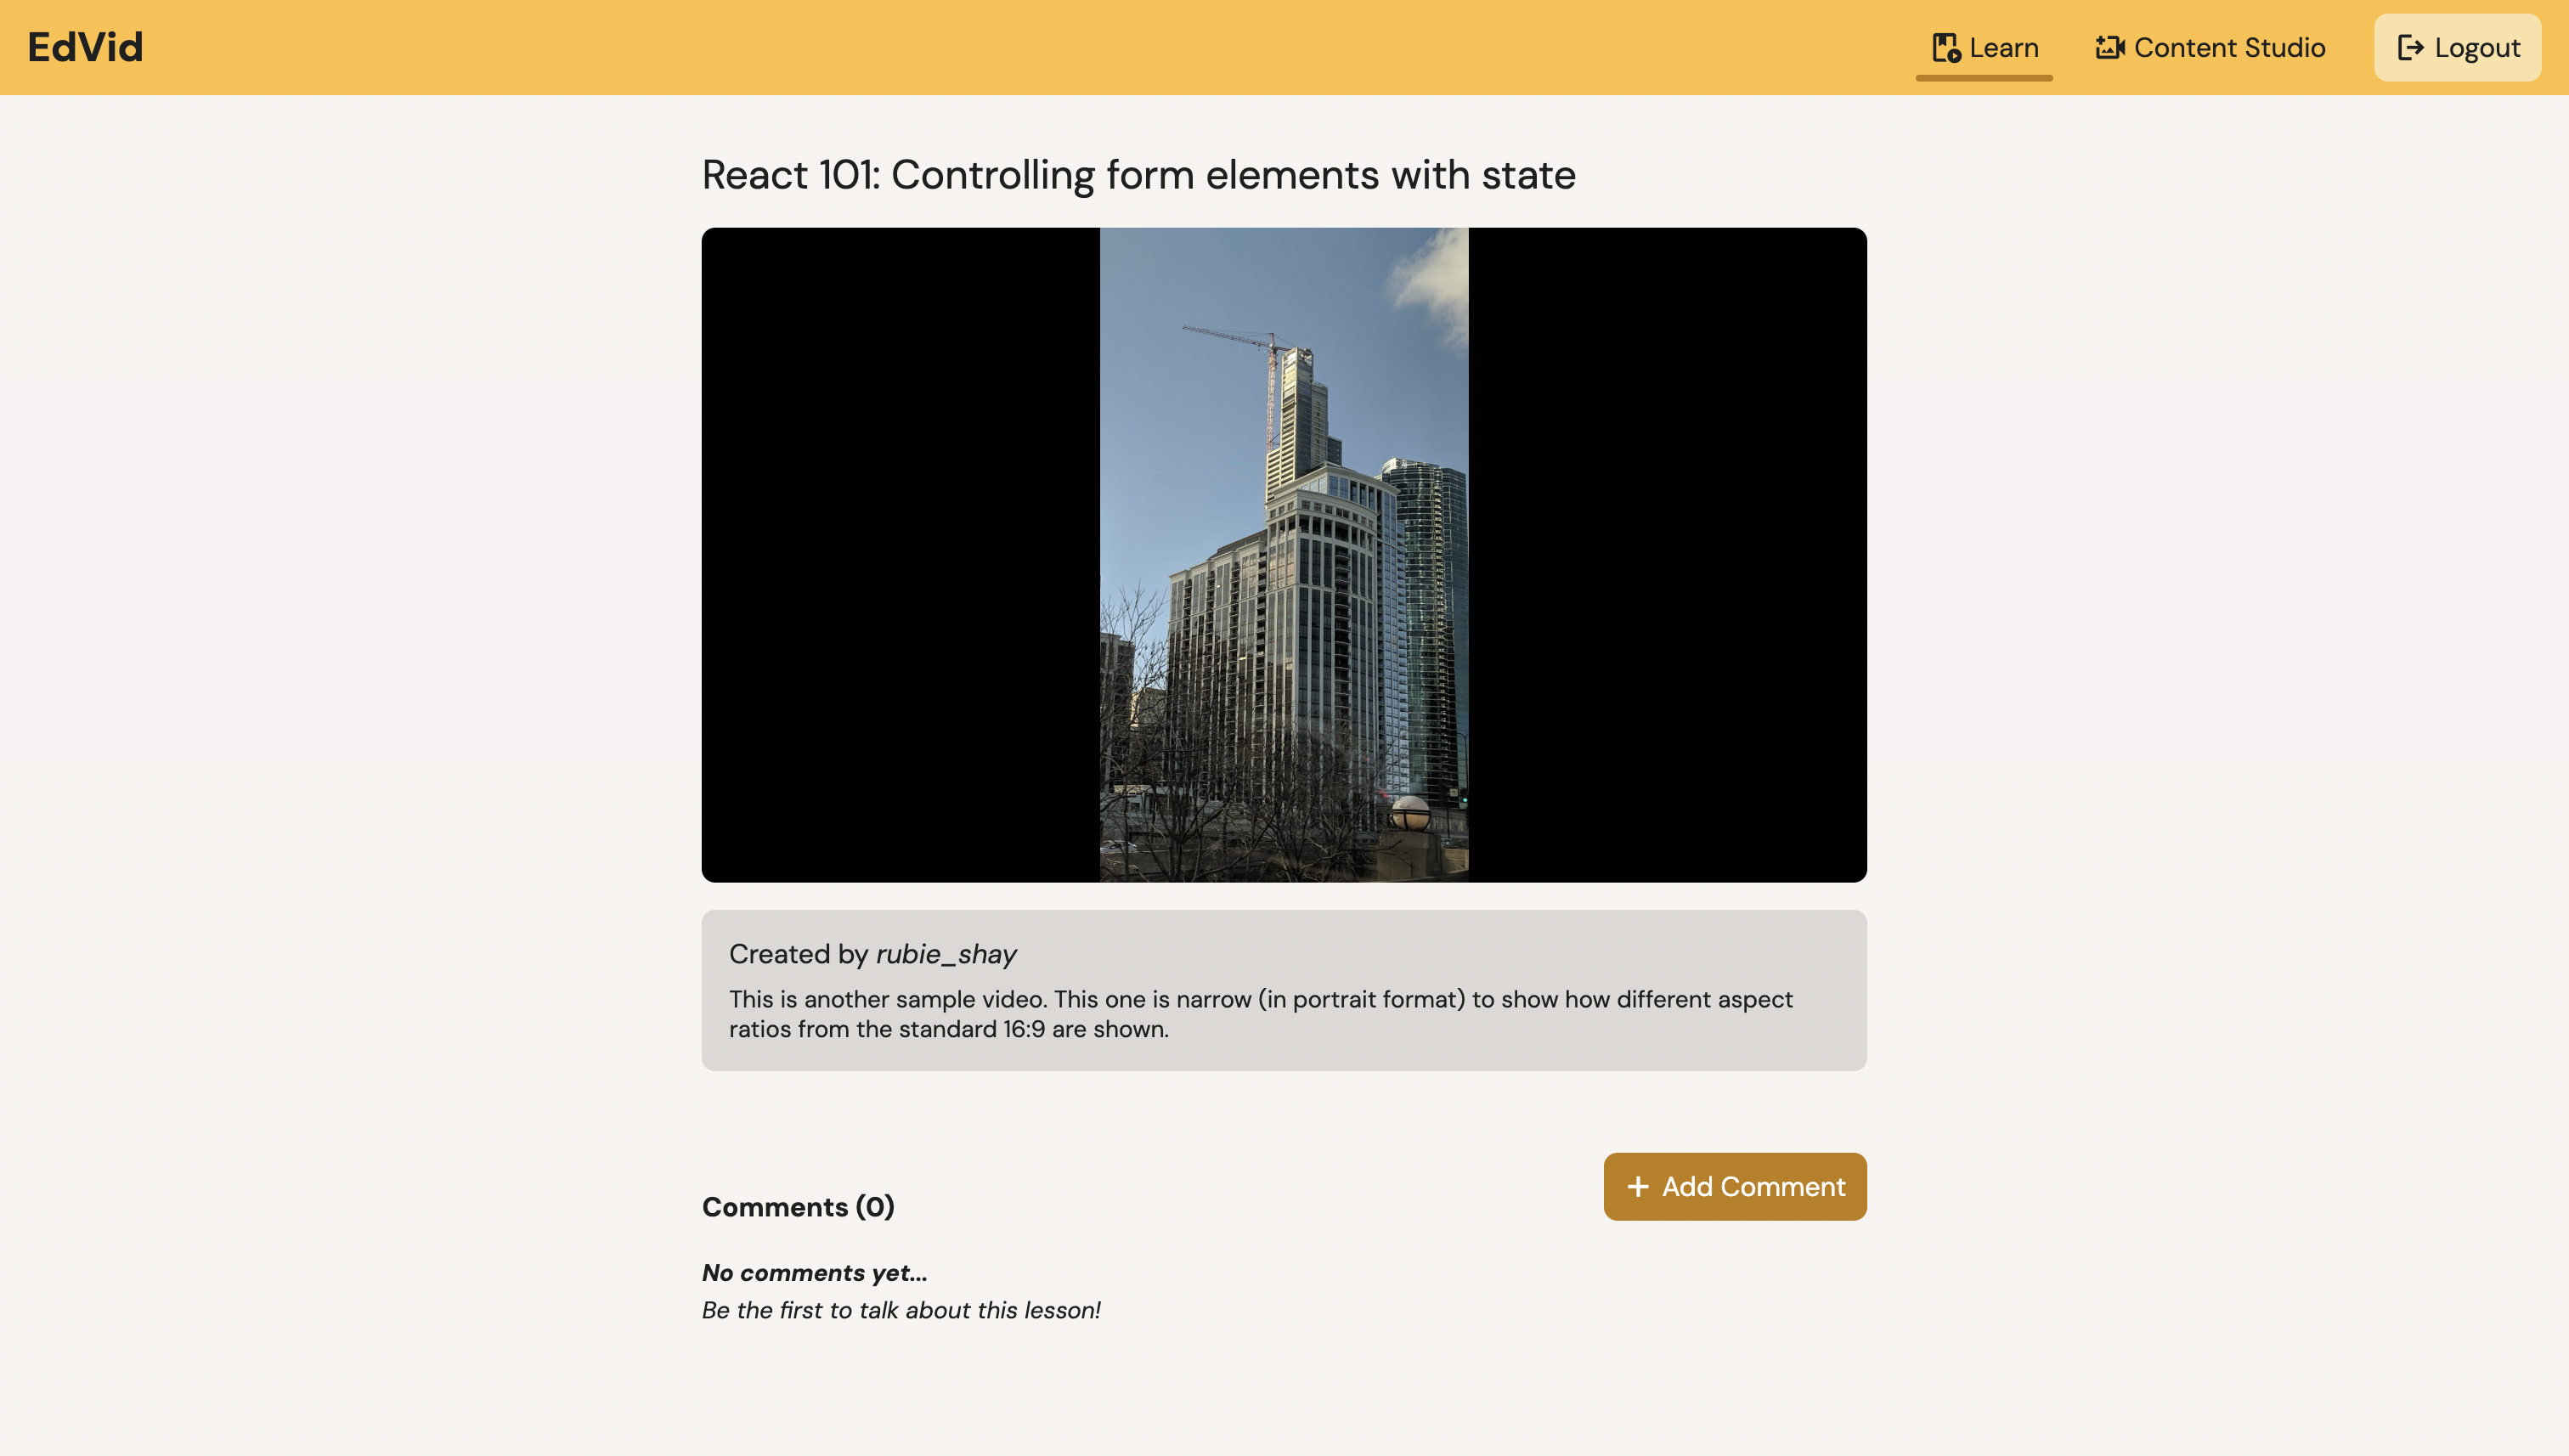 EdVid
Learn
Content Studio
Logout
React 101: Controlling form elements with state
Created by rubie_shay
This is another sample video. This one is narrow (in portrait format) to show how different aspect
ratios from the standard 16:9 are shown.
Comments (0)
+ Add Comment
No comments yet...
Be the first to talk about this lesson!